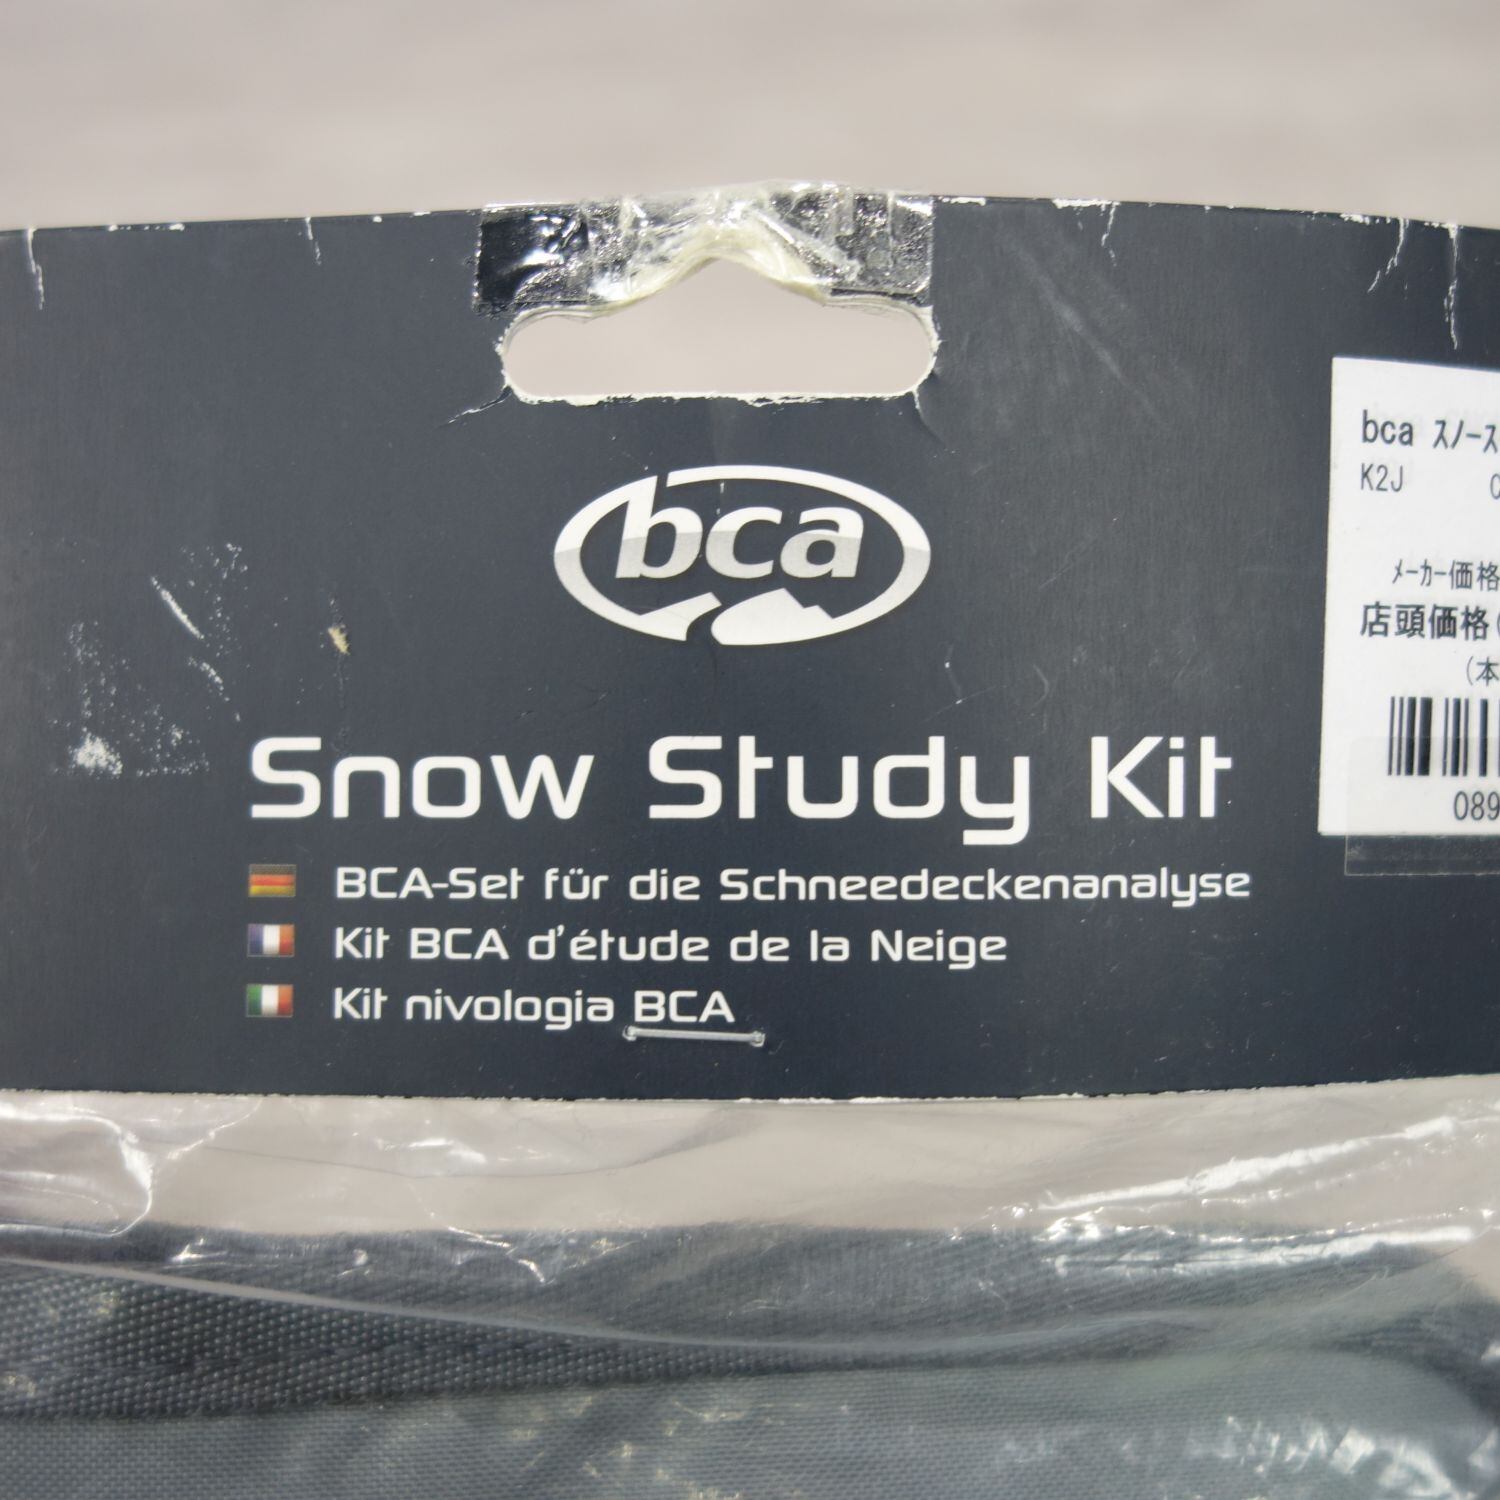 bca
Snow Study Kit
BCA-Set für die Schneedeckenanalyse
Kit BCA d'étude de la Neige
Kit nivologia BCA
bca ｽﾉｰｽ
K2J
ﾒｰｶｰ価格
店頭価格(
(本
089